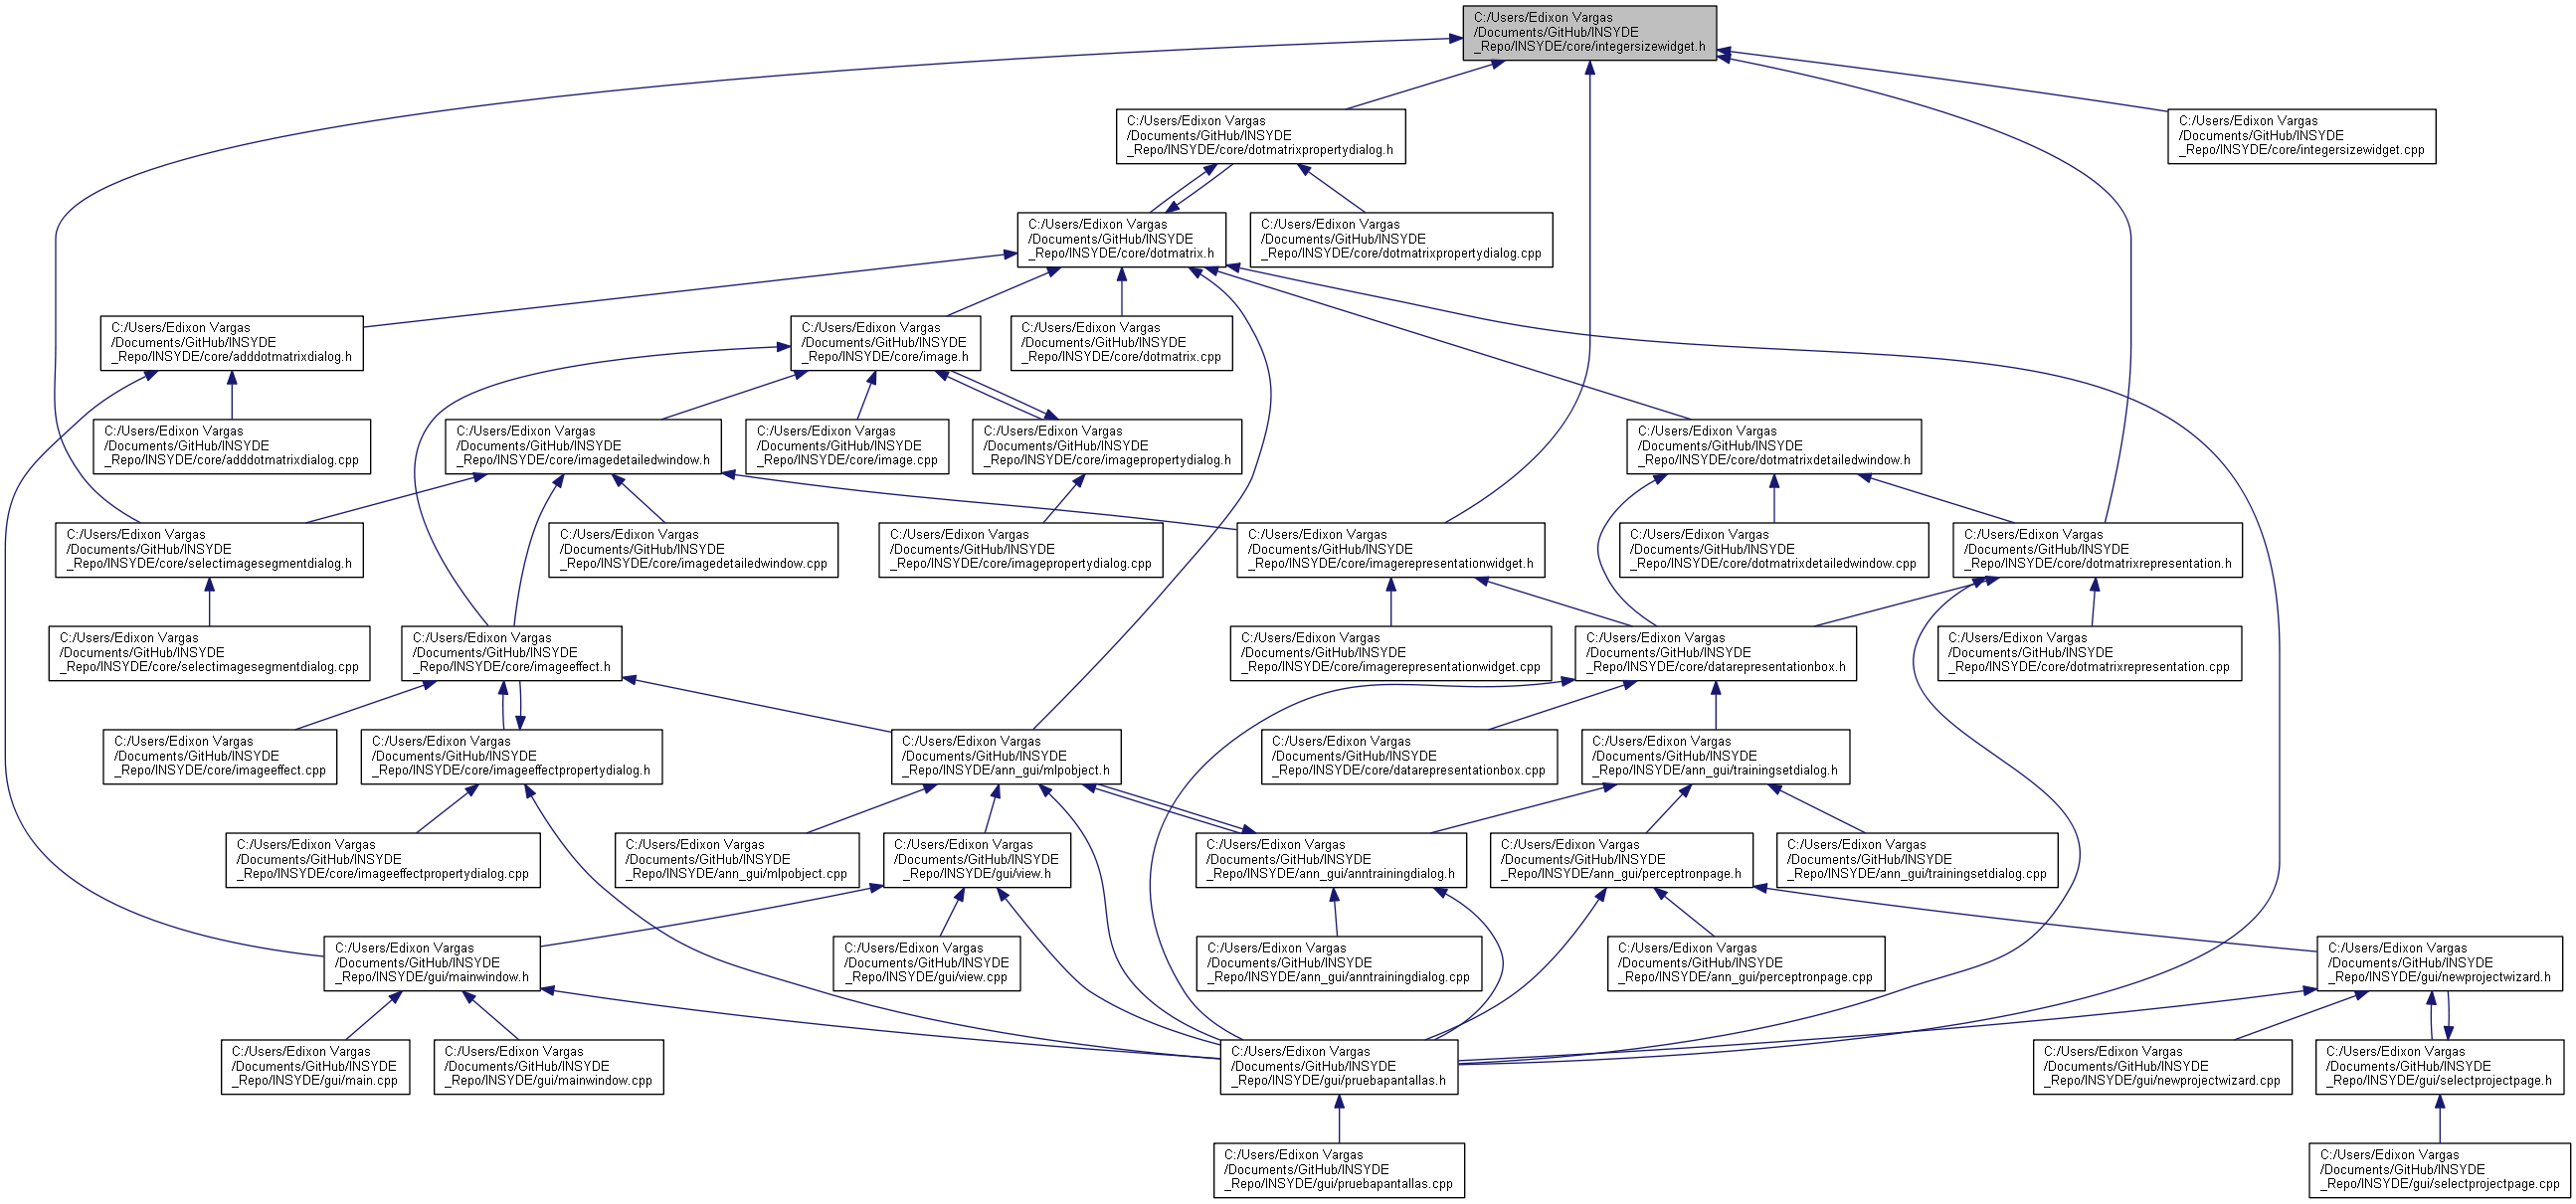 C:/Users/Edixon Vargas
/Documents/GitHub/INSYDE
_Repo/INSYDE/core/integersizewidget.h
C:/Users/Edixon Vargas
/Documents/GitHub/INSYDE
_Repo/INSYDE/core/dotmatrixpropertydialog.h
C:/Users/Edixon Vargas
/Documents/GitHub/INSYDE
_Repo/INSYDE/core/integersizewidget.cpp
C:/Users/Edixon Vargas
/Documents/GitHub/INSYDE
_Repo/INSYDE/core/dotmatrix.h
C:/Users/Edixon Vargas
/Documents/GitHub/INSYDE
_Repo/INSYDE/core/dotmatrixpropertydialog.cpp
C:/Users/Edixon Vargas
/Documents/GitHub/INSYDE
_Repo/INSYDE/core/adddotmatrixdialog.h
C:/Users/Edixon Vargas
/Documents/GitHub/INSYDE
_Repo/INSYDE/core/image.h
C:/Users/Edixon Vargas
/Documents/GitHub/INSYDE
_Repo/INSYDE/core/dotmatrix.cpp
C:/Users/Edixon Vargas
/Documents/GitHub/INSYDE
_Repo/INSYDE/core/adddotmatrixdialog.cpp
C:/Users/Edixon Vargas
/Documents/GitHub/INSYDE
_Repo/INSYDE/core/imagedetailedwindow.h
C:/Users/Edixon Vargas
/Documents/GitHub/INSYDE
_Repo/INSYDE/core/image.cpp
C:/Users/Edixon Vargas
/Documents/GitHub/INSYDE
_Repo/INSYDE/core/imagepropertydialog.h
C:/Users/Edixon Vargas
/Documents/GitHub/INSYDE
_Repo/INSYDE/core/dotmatrixdetailedwindow.h
C:/Users/Edixon Vargas
/Documents/GitHub/INSYDE
_Repo/INSYDE/core/selectimagesegmentdialog.h
C:/Users/Edixon Vargas
/Documents/GitHub/INSYDE
_Repo/INSYDE/core/imagedetailedwindow.cpp
C:/Users/Edixon Vargas
/Documents/GitHub/INSYDE
_Repo/INSYDE/core/imagepropertydialog.cpp
C:/Users/Edixon Vargas
/Documents/GitHub/INSYDE
_Repo/INSYDE/core/imagerepresentationwidget.h
C:/Users/Edixon Vargas
/Documents/GitHub/INSYDE
_Repo/INSYDE/core/dotmatrixdetailedwindow.cpp
C:/Users/Edixon Vargas
/Documents/GitHub/INSYDE
_Repo/INSYDE/core/dotmatrixrepresentation.h
C:/Users/Edixon Vargas
/Documents/GitHub/INSYDE
_Repo/INSYDE/core/selectimagesegmentdialog.cpp
C:/Users/Edixon Vargas
/Documents/GitHub/INSYDE
_Repo/INSYDE/core/imageeffect.h
C:/Users/Edixon Vargas
/Documents/GitHub/INSYDE
_Repo/INSYDE/core/imagerepresentationwidget.cpp
C:/Users/Edixon Vargas
/Documents/GitHub/INSYDE
_Repo/INSYDE/core/datarepresentationbox.h
C:/Users/Edixon Vargas
/Documents/GitHub/INSYDE
_Repo/INSYDE/core/dotmatrixrepresentation.cpp
C:/Users/Edixon Vargas
/Documents/GitHub/INSYDE
_Repo/INSYDE/core/imageeffect.cpp
C:/Users/Edixon Vargas
/Documents/GitHub/INSYDE
_Repo/INSYDE/core/imageeffectpropertydialog.h
C:/Users/Edixon Vargas
/Documents/GitHub/INSYDE
_Repo/INSYDE/ann_gui/mlpobject.h
C:/Users/Edixon Vargas
/Documents/GitHub/INSYDE
_Repo/INSYDE/core/datarepresentationbox.cpp
C:/Users/Edixon Vargas
/Documents/GitHub/INSYDE
_Repo/INSYDE/ann_gui/trainingsetdialog.h
C:/Users/Edixon Vargas
/Documents/GitHub/INSYDE
_Repo/INSYDE/core/imageeffectpropertydialog.cpp
C:/Users/Edixon Vargas
/Documents/GitHub/INSYDE
_Repo/INSYDE/ann_gui/mlpobject.cpp
C:/Users/Edixon Vargas
/Documents/GitHub/INSYDE
_Repo/INSYDE/gui/view.h
C:/Users/Edixon Vargas
/Documents/GitHub/INSYDE
_Repo/INSYDE/ann_gui/anntrainingdialog.h
C:/Users/Edixon Vargas
/Documents/GitHub/INSYDE
_Repo/INSYDE/ann_gui/perceptronpage.h
C:/Users/Edixon Vargas
/Documents/GitHub/INSYDE
_Repo/INSYDE/ann_gui/trainingsetdialog.cpp
C:/Users/Edixon Vargas
/Documents/GitHub/INSYDE
_Repo/INSYDE/gui/mainwindow.h
C:/Users/Edixon Vargas
/Documents/GitHub/INSYDE
_Repo/INSYDE/gui/view.cpp
C:/Users/Edixon Vargas
/Documents/GitHub/INSYDE
_Repo/INSYDE/ann_gui/anntrainingdialog.cpp
C:/Users/Edixon Vargas
/Documents/GitHub/INSYDE
_Repo/INSYDE/ann_gui/perceptronpage.cpp
C:/Users/Edixon Vargas
/Documents/GitHub/INSYDE
_Repo/INSYDE/gui/newprojectwizard.h
C:/Users/Edixon Vargas
/Documents/GitHub/INSYDE
_Repo/INSYDE/gui/main.cpp
C:/Users/Edixon Vargas
/Documents/GitHub/INSYDE
_Repo/INSYDE/gui/mainwindow.cpp
C:/Users/Edixon Vargas
/Documents/GitHub/INSYDE
_Repo/INSYDE/gui/pruebapantallas.h
C:/Users/Edixon Vargas
/Documents/GitHub/INSYDE
_Repo/INSYDE/gui/newprojectwizard.cpp
C:/Users/Edixon Vargas
/Documents/GitHub/INSYDE
_Repo/INSYDE/gui/selectprojectpage.h
C:/Users/Edixon Vargas
/Documents/GitHub/INSYDE
_Repo/INSYDE/gui/pruebapantallas.cpp
C:/Users/Edixon Vargas
/Documents/GitHub/INSYDE
_Repo/INSYDE/gui/selectprojectpage.cpp